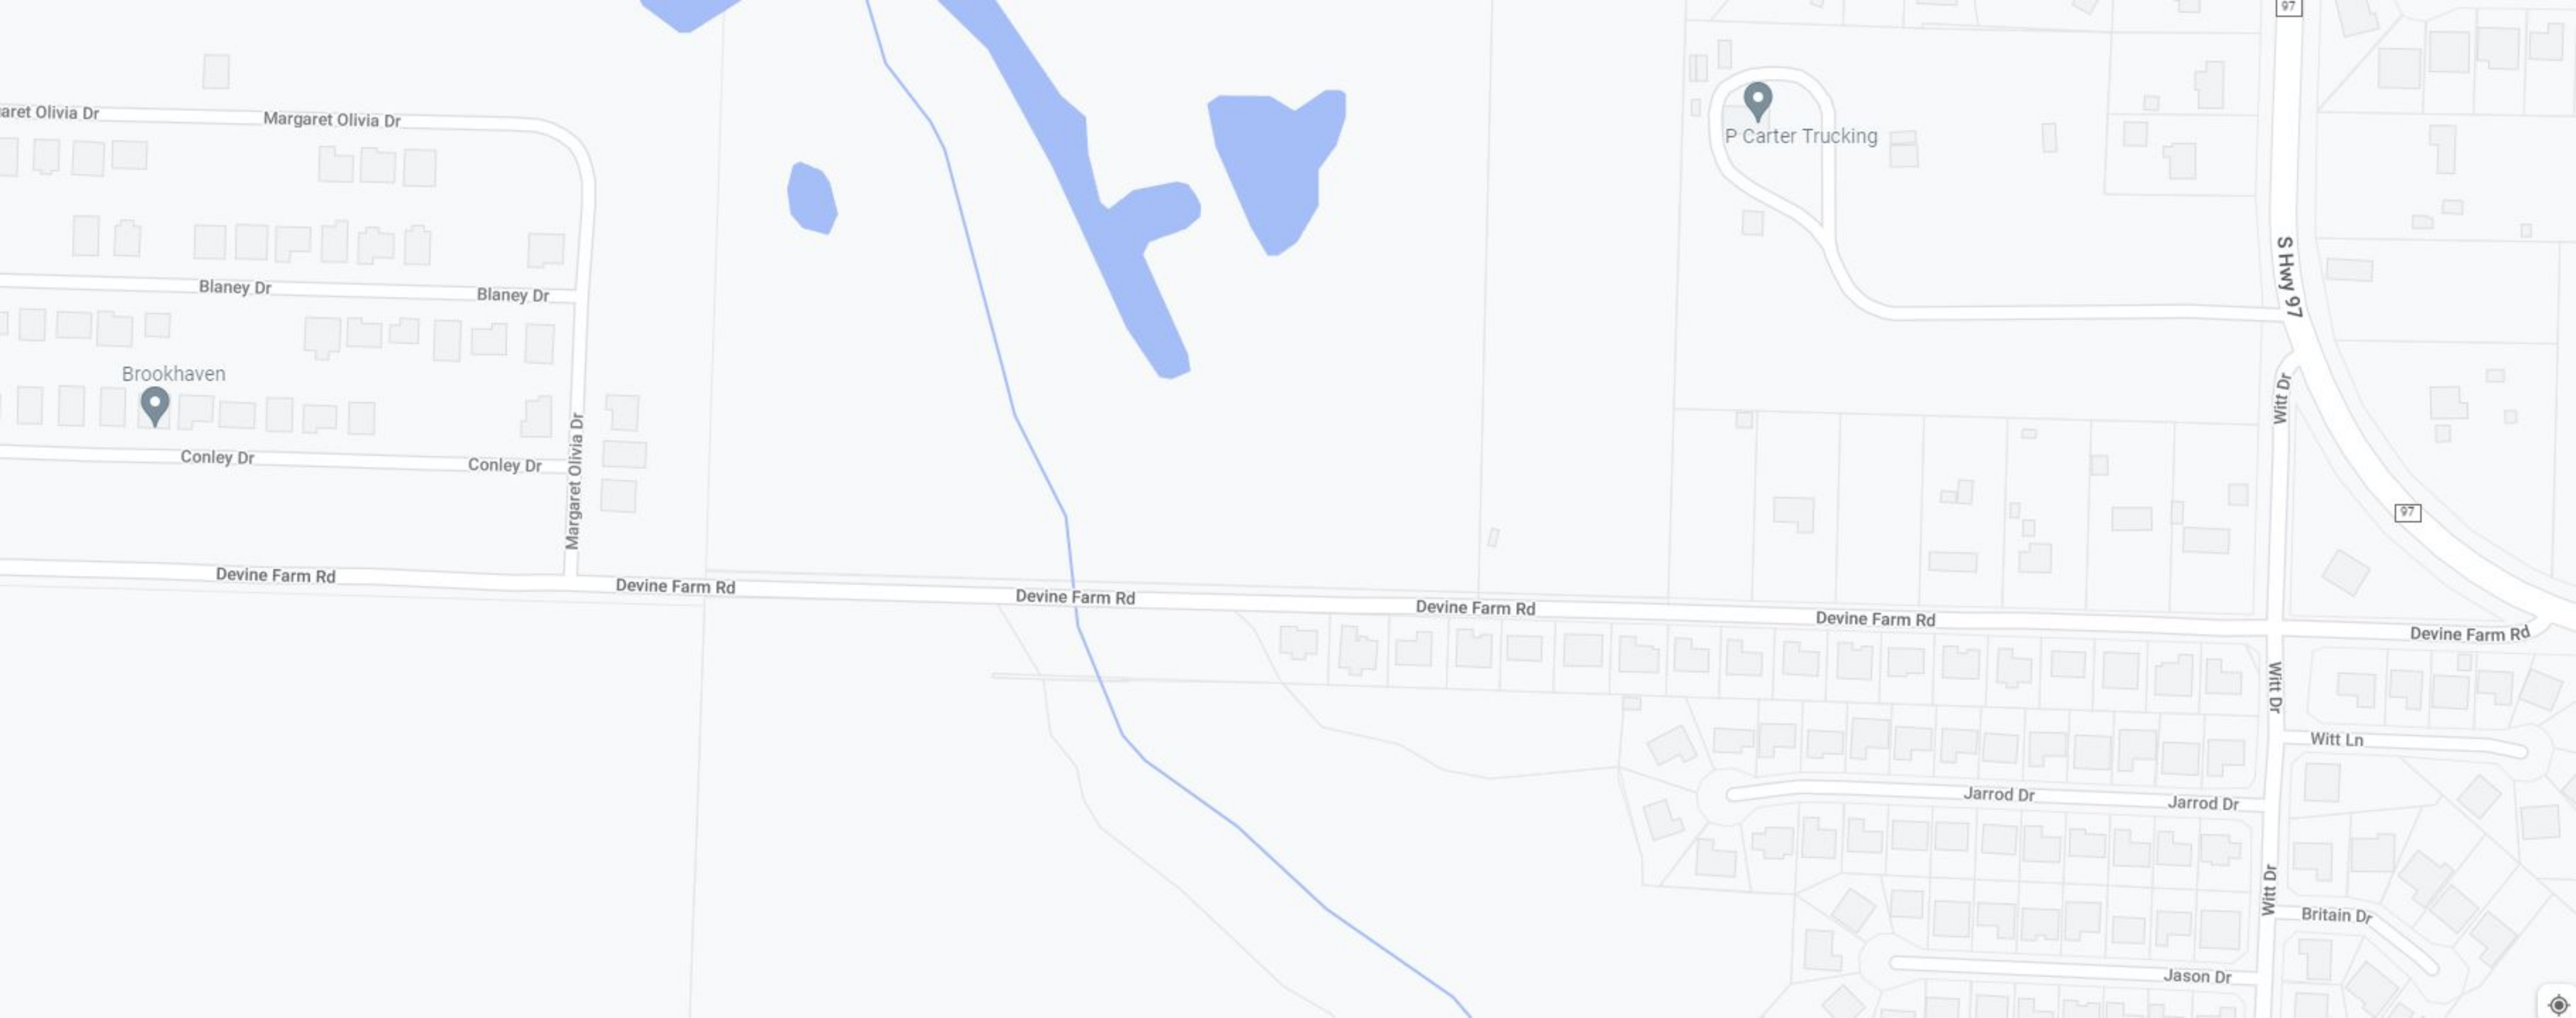 97
aret Olivia Dr
Margaret Olivia Dr
P Carter Trucking
S Hwy 97
Blaney Dr
Blaney Dr
Brookhaven
Witt Dr
Conley Dr
Conley Dr
Margaret Olivia Dr
97
Devine Farm Rd
Devine Farm Rd
Devine Farm Rd
Devine Farm Rd
Devine Farm Rd
Devine Farm Rd
Witt Dr
Witt Ln
Jarrod Dr
Jarrod Dr
Witt Dr
Britain Dr
Jason Dr